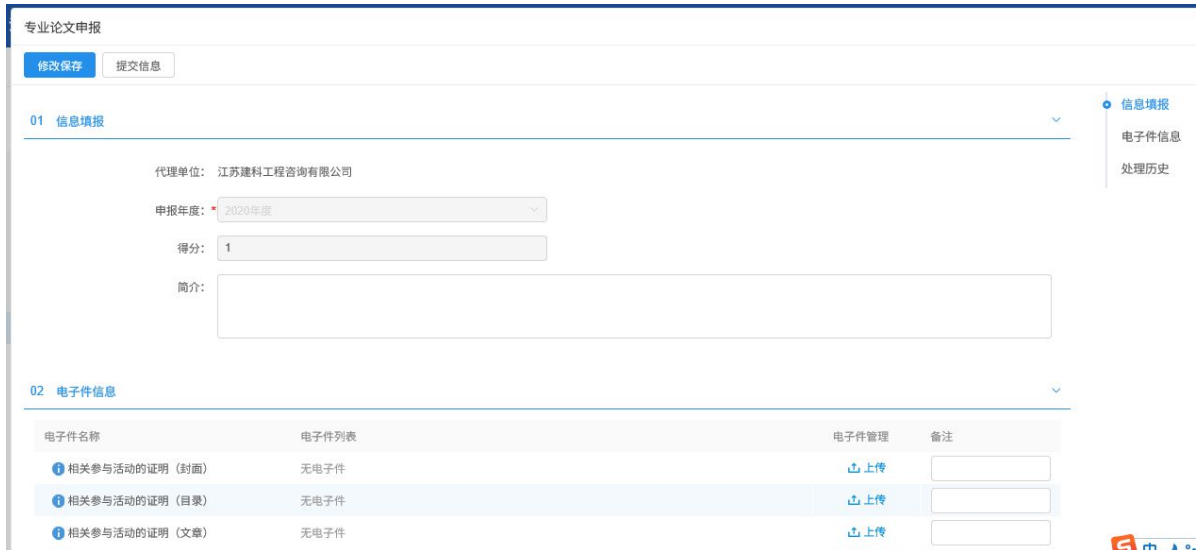 专业论文申报
修改保存 提交信息
01 信息填报
信息填报
电子件信息
处理历史
代理单位： 江苏建科工程咨询有限公司
申报年度：* 2020年度
得分： 1
简介：
02 电子件信息
电子件名称 电子件列表 电子件管理 备注
相关参与活动的证明（封面） 无电子件 上传
相关参与活动的证明（目录） 无电子件 上传
相关参与活动的证明（文章） 无电子件 上传
中